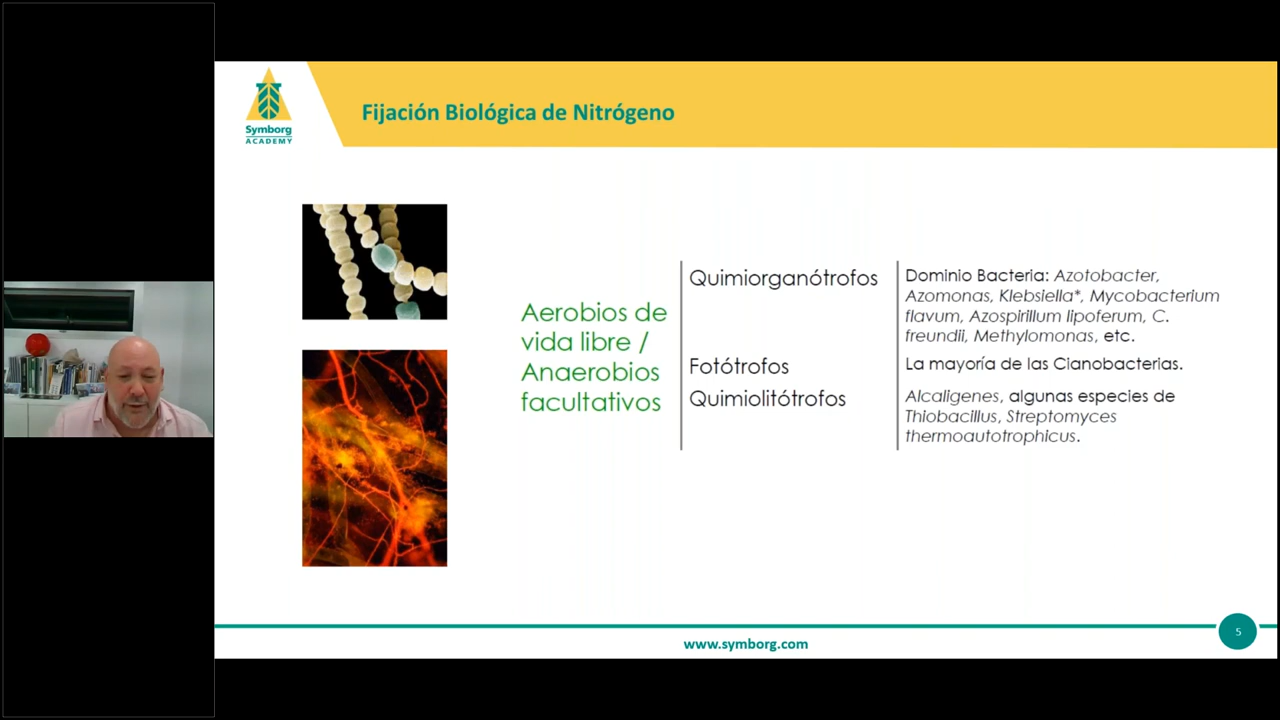 Symborg
ACADEMY
Fijación Biológica de Nitrógeno
Aerobios de
vida libre /
Anaerobios
facultativos
Quimiorganótrofos
Dominio Bacteria: Azotobacter,
Azomonas, Klebsiella*, Mycobacterium
flavum, Azospirillum lipoferum, C.
freundii, Methylomonas, etc.
Fotótrofos
La mayoría de las Cianobacterias.
Quimiolitótrofos
Alcaligenes, algunas especies de
Thiobacillus, Streptomyces
thermoautotrophicus.
www.symborg.com
5